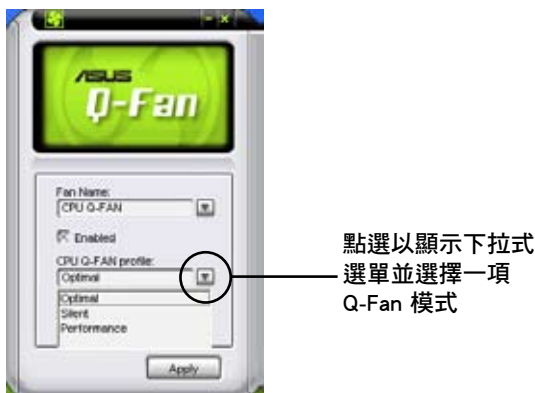 ASUS
Q-Fan
Fan Name:
CPU Q-FAN
Enabled
CPU Q-FAN profile:
Optimal
Optimal
Silent
Performance
Apply
點選以顯示下拉式
選單並選擇一項
Q-Fan 模式